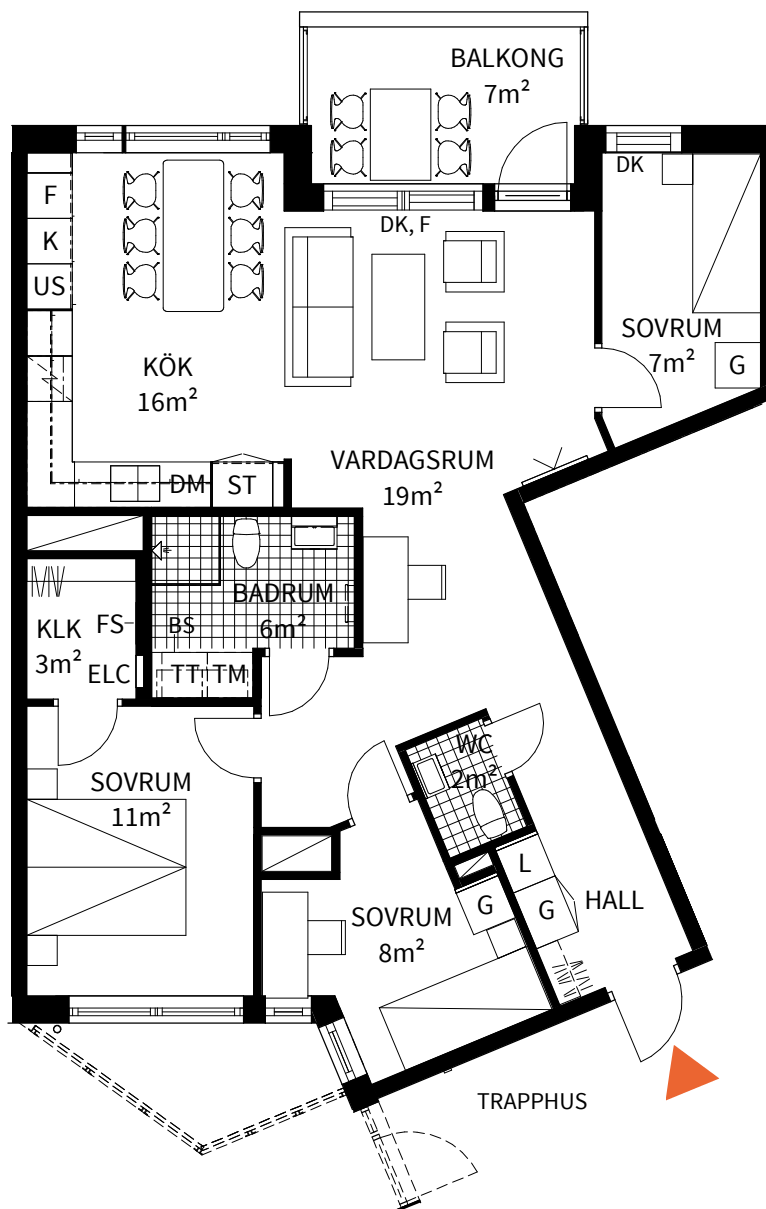 BALKONG
7m²
DK
F
K
US
DK, F
SOVRUM
7m²
G
KÖK
16m²
VARDAGSRUM
19m²
DM
ST
BADRUM
6m²
BS
KLK
3m²
FS
ELC
TT
TM
WC
2m²
SOVRUM
11m²
L
G
HALL
SOVRUM
8m²
G
TRAPPHUS